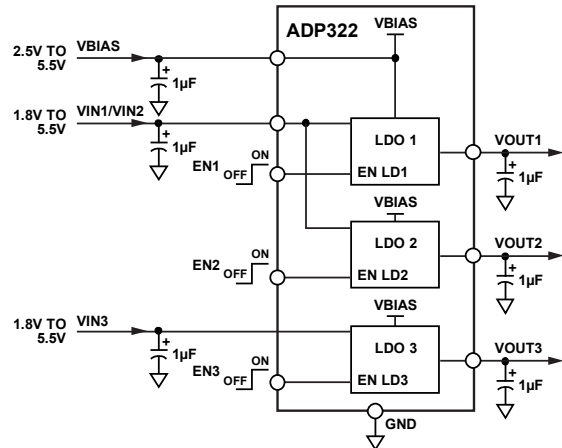 ADP322
VBIAS
2.5V TO
5.5V
VBIAS
+
1µF
1.8V TO
5.5V
VIN1/VIN2
+
1µF
LDO 1
EN LD1
EN1
ON
OFF
VOUT1
+
1µF
VBIAS
LDO 2
EN LD2
EN2
ON
OFF
VOUT2
+
1µF
VBIAS
1.8V TO
5.5V
VIN3
+
1µF
LDO 3
EN LD3
EN3
ON
OFF
VOUT3
+
1µF
GND